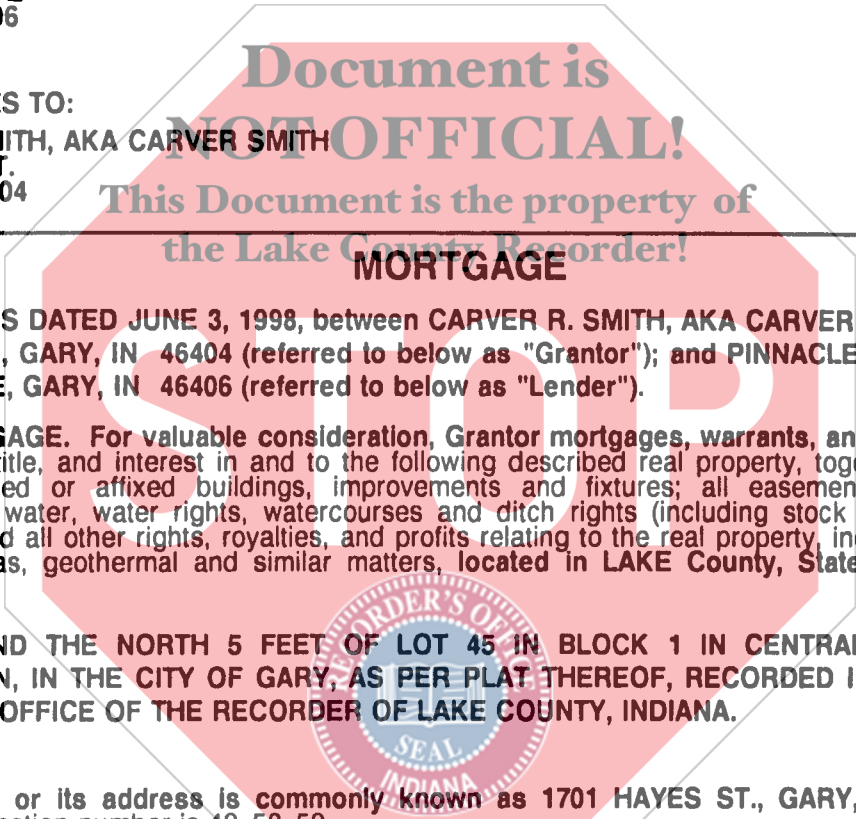 06
Document is
S TO:
ITH, AKA CARVER SMITH
NOT OFFICIAL!
T.
04
This Document is the property of
the Lake County Recorder!
MORTGAGE
S DATED JUNE 3, 1998, between CARVER R. SMITH, AKA CARVER
, GARY, IN 46404 (referred to below as "Grantor"); and PINNACLE
E, GARY, IN 46406 (referred to below as "Lender").
STOP
GAGE. For valuable consideration, Grantor mortgages, warrants, an
itle, and interest in and to the following described real property, toge
ed or affixed buildings, improvements and fixtures; all easemen
water, water rights, watercourses and ditch rights (including stock
d all other rights, royalties, and profits relating to the real property, inc
as, geothermal and similar matters, located in LAKE County, State
RECORDER'S OFFICE
ND THE NORTH 5 FEET OF LOT 45 IN BLOCK 1 IN CENTRAL
N, IN THE CITY OF GARY, AS PER PLAT THEREOF, RECORDED I
OFFICE OF THE RECORDER OF LAKE COUNTY, INDIANA.
SEAL
INDIANA
or its address is commonly known as 1701 HAYES ST., GARY,